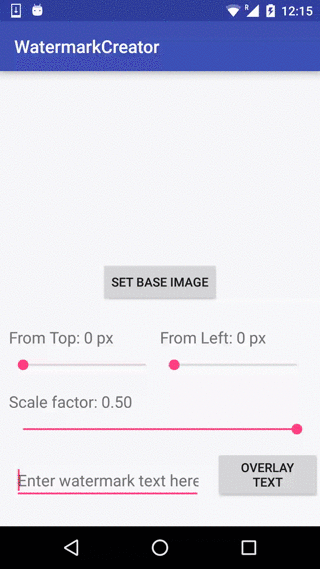 R 12:15
WatermarkCreator
SET BASE IMAGE
From Top: 0 px From Left: 0 px
Scale factor: 0.50
Enter watermark text here
OVERLAY
TEXT